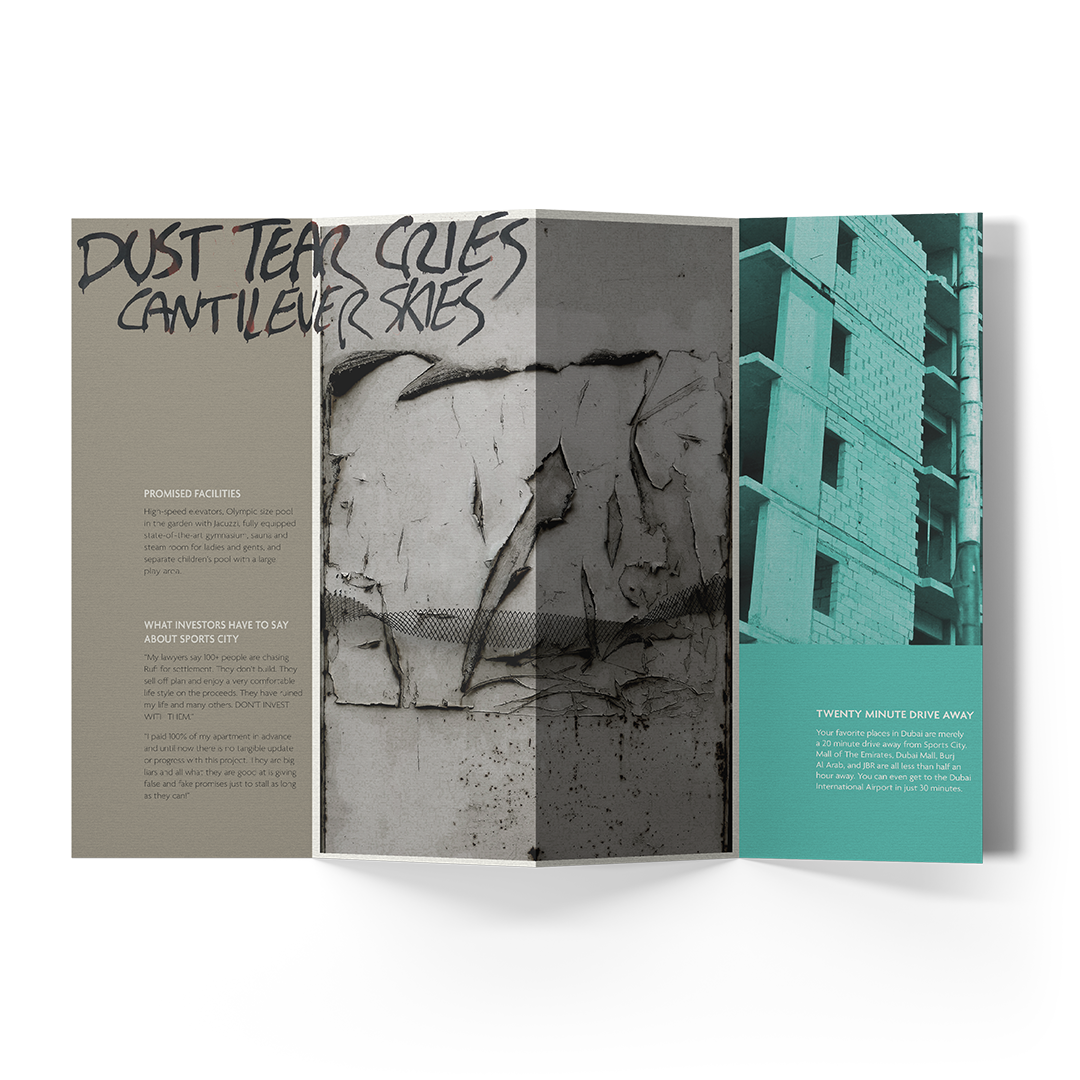 DUST TEAR CRIES
CANTILEVER SKIES
PROMISED FACILITIES
High-speed elevators, Olympic size pool
in the garden with Jacuzzi, fully equipped
state-of-the-art gymnasium, sauna and
steam room for ladies and gents, and
separate children's pool with a large
play area.
WHAT INVESTORS HAVE TO SAY
ABOUT SPORTS CITY
"My lawyers say 100+ people are chasing
Rufi for settlement. They don't build. They
sell off plan and enjoy a very comfortable
life style on the proceeds. They have ruined
my life and many others. DON'T INVEST
WITH THEM."
"I paid 100% of my apartment in advance
and until now there is no tangible update
or progress with this project. They are big
liars and all what they are good at is giving
false and fake promises just to stall as long
as they can!"
TWENTY MINUTE DRIVE AWAY
Your favorite places in Dubai are merely
a 20 minute drive away from Sports City.
Mall of The Emirates, Dubai Mall, Burj
Al Arab, and JBR are all less than half an
hour away. You can even get to the Dubai
International Airport in just 30 minutes.